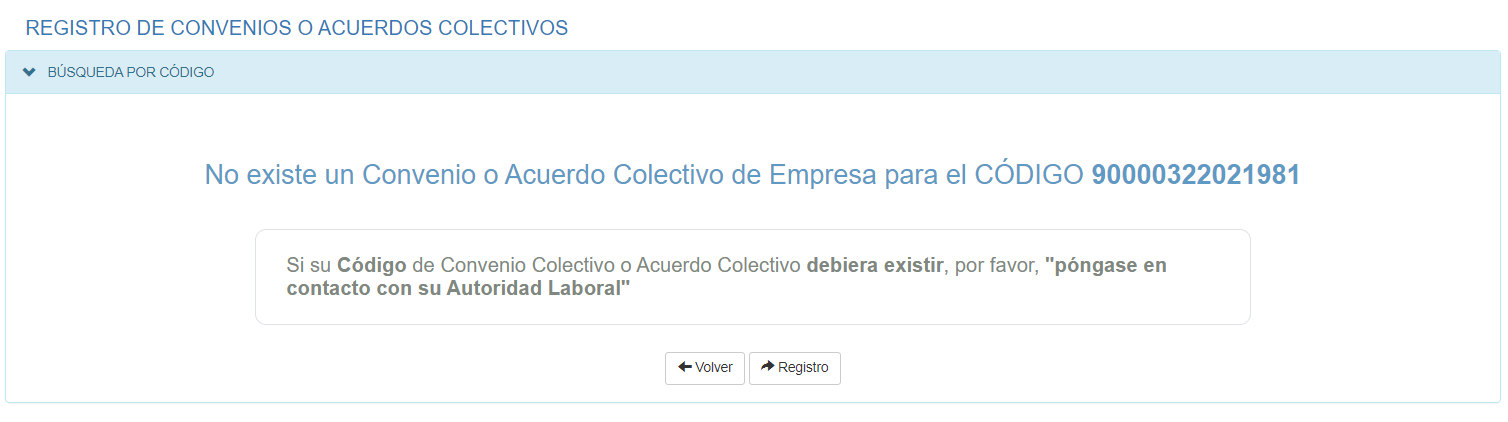 REGISTRO DE CONVENIOS O ACUERDOS COLECTIVOS
BÚSQUEDA POR CÓDIGO
No existe un Convenio o Acuerdo Colectivo de Empresa para el CÓDIGO 90000322021981
Si su Código de Convenio Colectivo o Acuerdo Colectivo debiera existir, por favor, "póngase en
contacto con su Autoridad Laboral"
Volver Registro